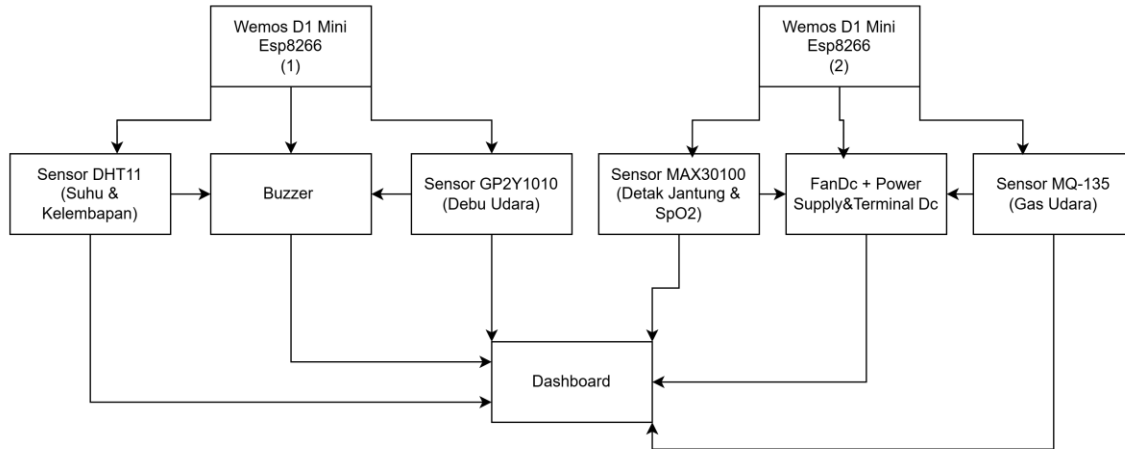 Wemos D1 Mini
Esp8266
(1)
Wemos D1 Mini
Esp8266
(2)
Sensor DHT11
(Suhu &
Kelembapan)
Buzzer
Sensor GP2Y1010
(Debu Udara)
Sensor MAX30100
(Detak Jantung &
SpO2)
FanDc + Power
Supply&Terminal Dc
Sensor MQ-135
(Gas Udara)
Dashboard